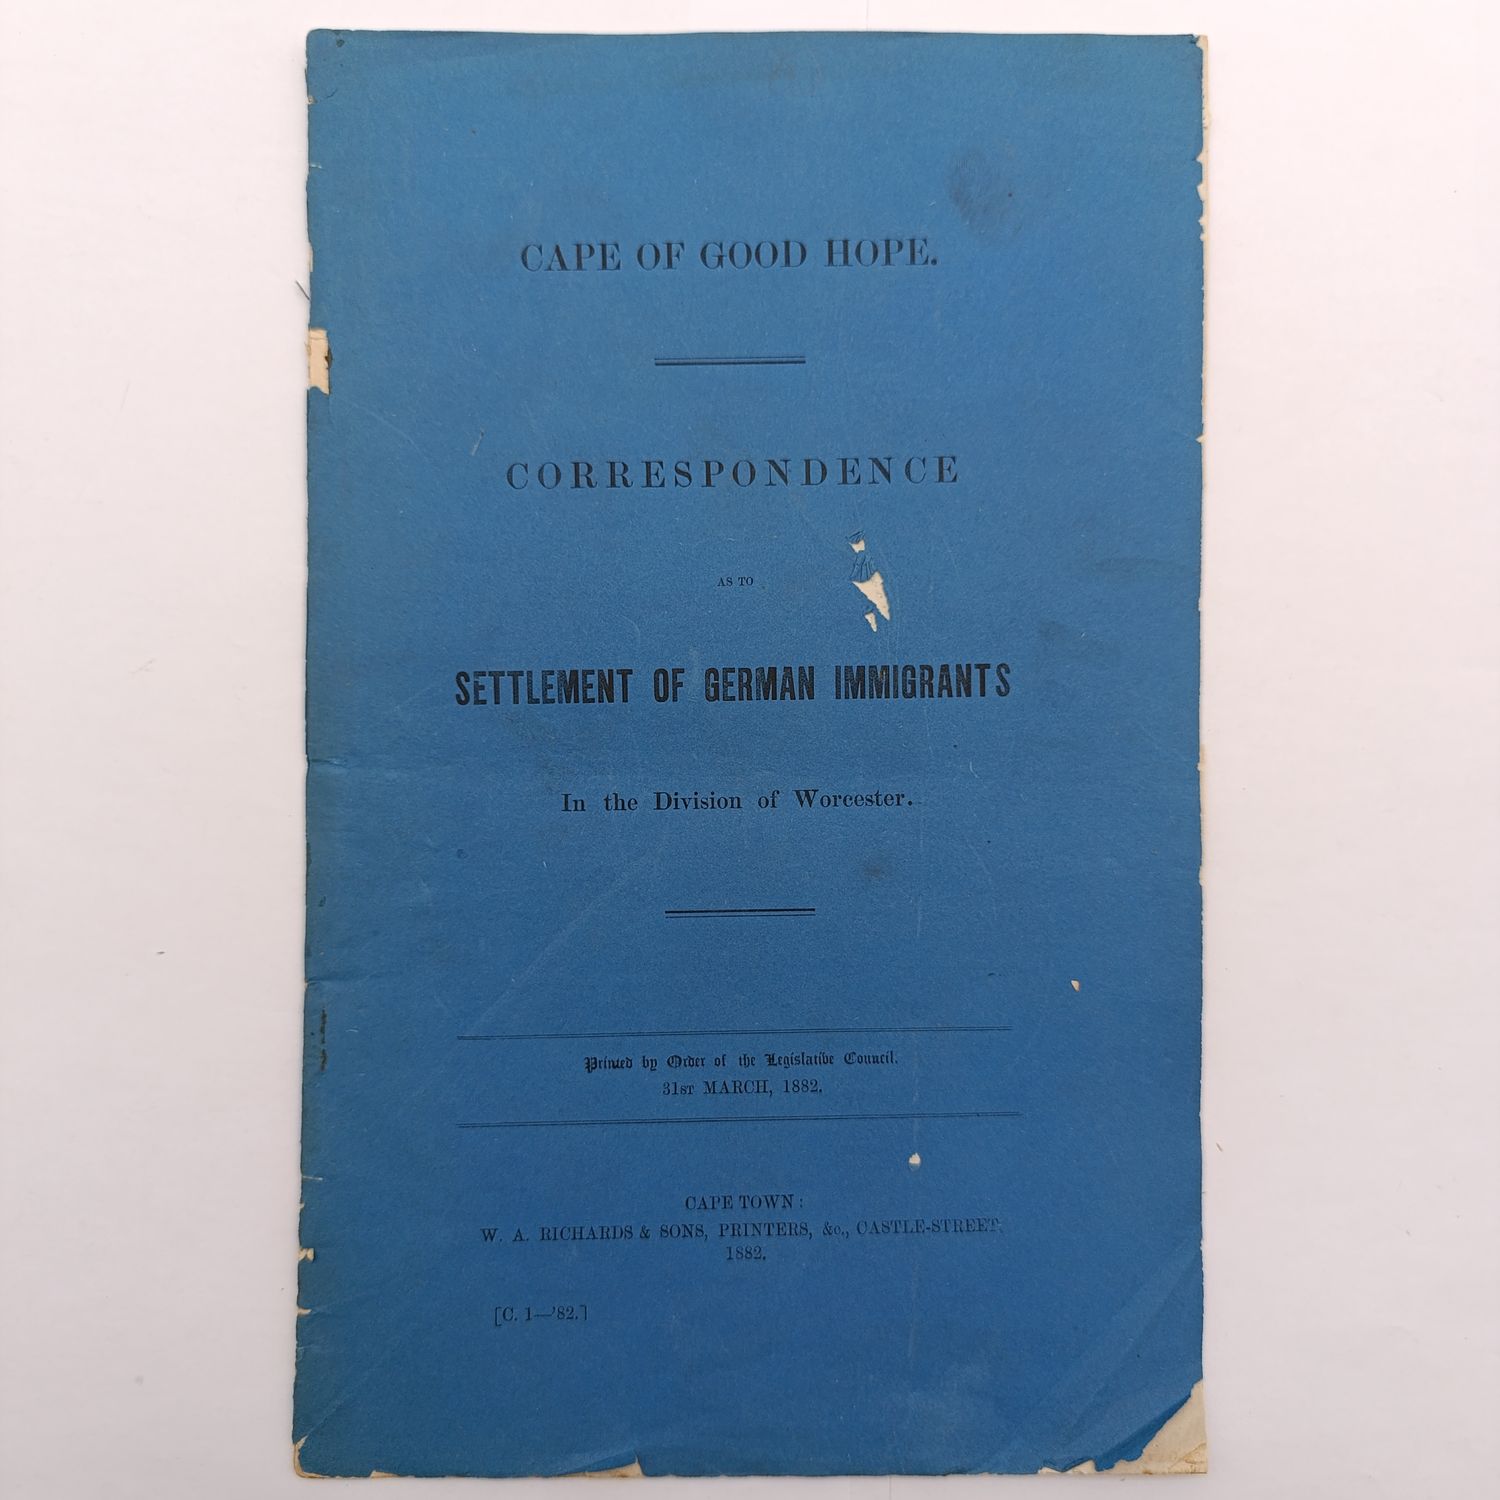 CAPE OF GOOD HOPE.
CORRESPONDENCE
AS TO
SETTLEMENT OF GERMAN IMMIGRANTS
In the Division of Worcester.
Printed by Order of the Legislative Council.
31ST MARCH, 1882.
CAPE TOWN:
W. A. RICHARDS & SONS, PRINTERS, &c., CASTLE-STREET.
1882.
[C. 1—'82.]